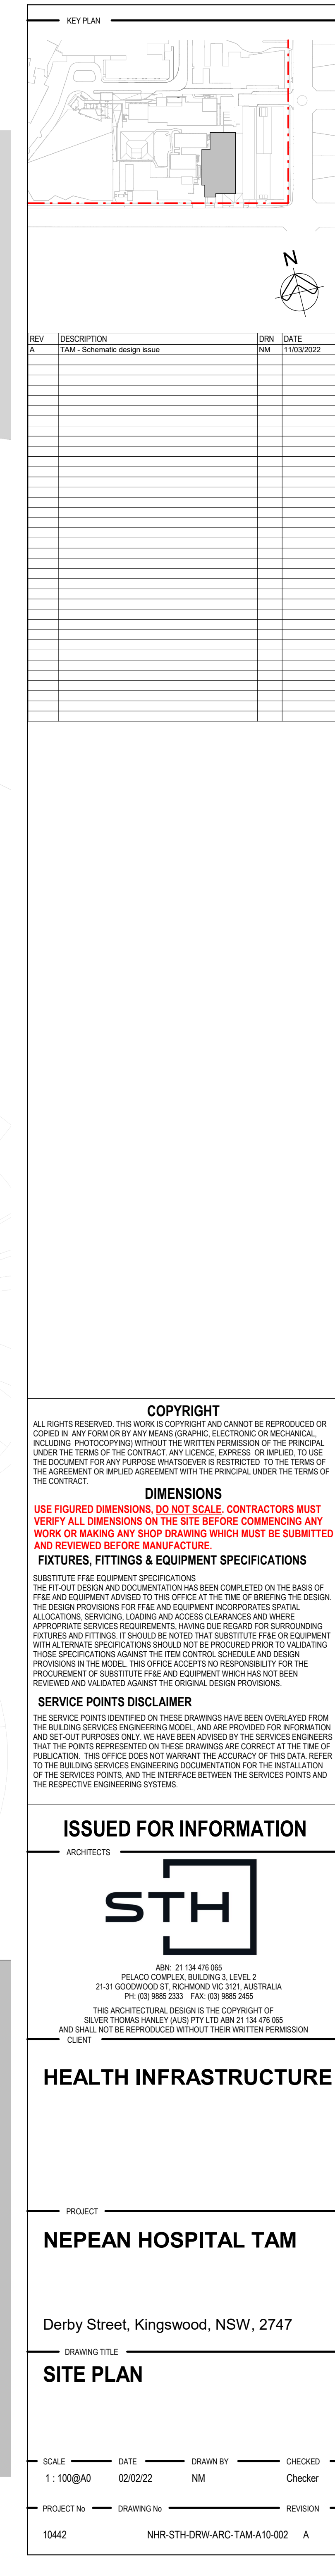 KEY PLAN
N
REV DESCRIPTION DRN DATE
A TAM - Schematic design issue NM 11/03/2022
COPYRIGHT
ALL RIGHTS RESERVED. THIS WORK IS COPYRIGHT AND CANNOT BE REPRODUCED OR
COPIED IN ANY FORM OR BY ANY MEANS (GRAPHIC, ELECTRONIC OR MECHANICAL,
INCLUDING PHOTOCOPYING) WITHOUT THE WRITTEN PERMISSION OF THE PRINCIPAL
UNDER THE TERMS OF THE CONTRACT. ANY LICENCE, EXPRESS OR IMPLIED, TO USE
THE DOCUMENT FOR ANY PURPOSE WHATSOEVER IS RESTRICTED TO THE TERMS OF
THE AGREEMENT OR IMPLIED AGREEMENT WITH THE PRINCIPAL UNDER THE TERMS OF
THE CONTRACT.
DIMENSIONS
USE FIGURED DIMENSIONS, DO NOT SCALE. CONTRACTORS MUST
VERIFY ALL DIMENSIONS ON THE SITE BEFORE COMMENCING ANY
WORK OR MAKING ANY SHOP DRAWING WHICH MUST BE SUBMITTED
AND REVIEWED BEFORE MANUFACTURE.
FIXTURES, FITTINGS & EQUIPMENT SPECIFICATIONS
SUBSTITUTE FF&E EQUIPMENT SPECIFICATIONS
THE FIT-OUT DESIGN AND DOCUMENTATION HAS BEEN COMPLETED ON THE BASIS OF
FF&E AND EQUIPMENT ADVISED TO THIS OFFICE AT THE TIME OF BRIEFING THE DESIGN.
THE DESIGN PROVISIONS FOR FF&E AND EQUIPMENT INCORPORATES SPATIAL
ALLOCATIONS, SERVICING, LOADING AND ACCESS CLEARANCES AND WHERE
APPROPRIATE SERVICES REQUIREMENTS, HAVING DUE REGARD FOR SURROUNDING
FIXTURES AND FITTINGS. IT SHOULD BE NOTED THAT SUBSTITUTE FF&E OR EQUIPMENT
WITH ALTERNATE SPECIFICATIONS SHOULD NOT BE PROCURED PRIOR TO VALIDATING
THOSE SPECIFICATIONS AGAINST THE ITEM CONTROL SCHEDULE AND DESIGN
PROVISIONS IN THE MODEL. THIS OFFICE ACCEPTS NO RESPONSIBILITY FOR THE
PROCUREMENT OF SUBSTITUTE FF&E AND EQUIPMENT WHICH HAS NOT BEEN
REVIEWED AND VALIDATED AGAINST THE ORIGINAL DESIGN PROVISIONS.
SERVICE POINTS DISCLAIMER
THE SERVICE POINTS IDENTIFIED ON THESE DRAWINGS HAVE BEEN OVERLAYED FROM
THE BUILDING SERVICES ENGINEERING MODEL, AND ARE PROVIDED FOR INFORMATION
AND SET-OUT PURPOSES ONLY. WE HAVE BEEN ADVISED BY THE SERVICES ENGINEERS
THAT THE POINTS REPRESENTED ON THESE DRAWINGS ARE CORRECT AT THE TIME OF
PUBLICATION. THIS OFFICE DOES NOT WARRANT THE ACCURACY OF THIS DATA. REFER
TO THE BUILDING SERVICES ENGINEERING DOCUMENTATION FOR THE INSTALLATION
OF THE SERVICES POINTS, AND THE INTERFACE BETWEEN THE SERVICES POINTS AND
THE RESPECTIVE ENGINEERING SYSTEMS.
ISSUED FOR INFORMATION
ARCHITECTS
STH
ABN: 21 134 476 065
PELACO COMPLEX, BUILDING 3, LEVEL 2
21-31 GOODWOOD ST, RICHMOND VIC 3121, AUSTRALIA
PH: (03) 9885 2333 FAX: (03) 9885 2455
THIS ARCHITECTURAL DESIGN IS THE COPYRIGHT OF
SILVER THOMAS HANLEY (AUS) PTY LTD ABN 21 134 476 065
AND SHALL NOT BE REPRODUCED WITHOUT THEIR WRITTEN PERMISSION
CLIENT
HEALTH INFRASTRUCTURE
PROJECT
NEPEAN HOSPITAL TAM
Derby Street, Kingswood, NSW, 2747
DRAWING TITLE
SITE PLAN
SCALE DATE DRAWN BY CHECKED
1 : 100@A0 02/02/22 NM Checker
PROJECT No DRAWING No REVISION
10442 NHR-STH-DRW-ARC-TAM-A10-002 A